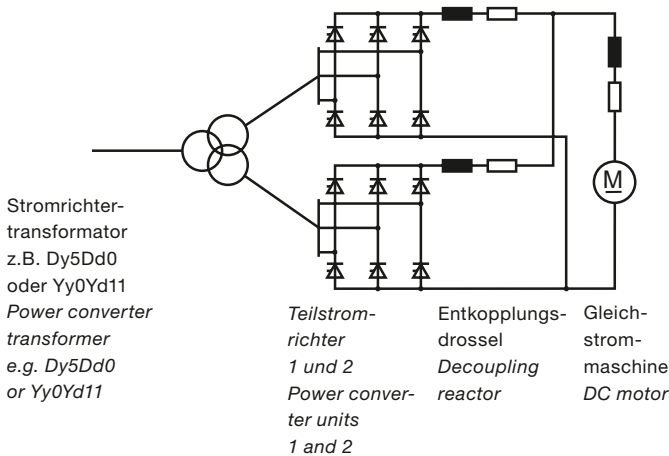 M
Stromrichter-
transformator
z.B. Dy5Dd0
oder Yy0Yd11
Power converter
transformer
e.g. Dy5Dd0
or Yy0Yd11
Teilstrom-
richter
1 und 2
Power conver-
ter units
1 and 2
Entkopplungs-
drossel
Decoupling
reactor
Gleich-
strom-
maschine
DC motor